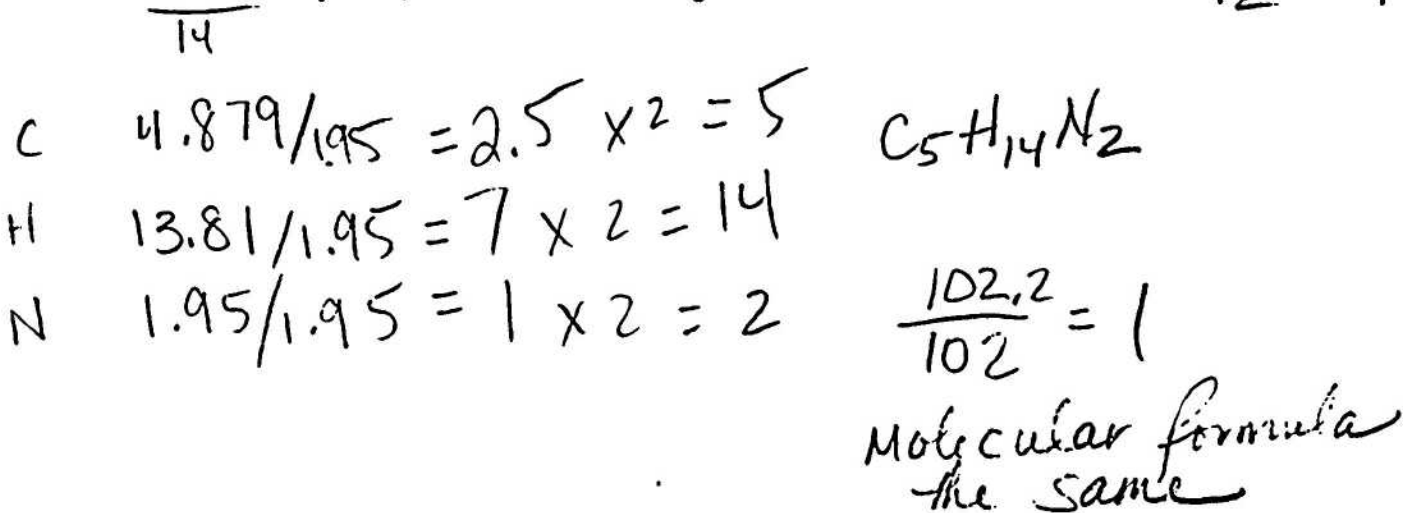 14
C 4.879/1.95 = 2.5 x 2 = 5 C5H14N2
H 13.81/1.95 = 7 x 2 = 14
N 1.95/1.95 = 1 x 2 = 2 102.2/102 = 1
Molecular formula
the same